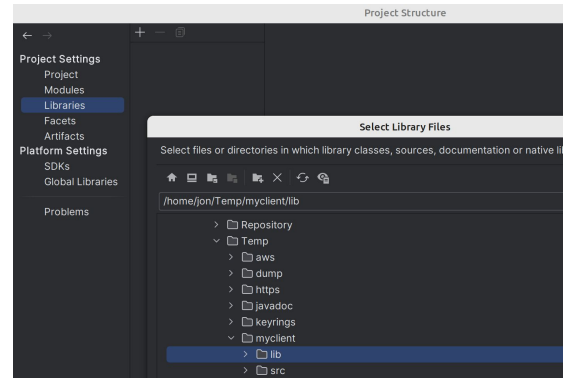 Project Structure
Project Settings
Project
Modules
Libraries
Facets
Artifacts
Platform Settings
SDKs
Global Libraries
Problems
Select Library Files
Select files or directories in which library classes, sources, documentation or native li
/home/jon/Temp/myclient/lib
Repository
Temp
aws
dump
https
javadoc
keyrings
myclient
lib
src